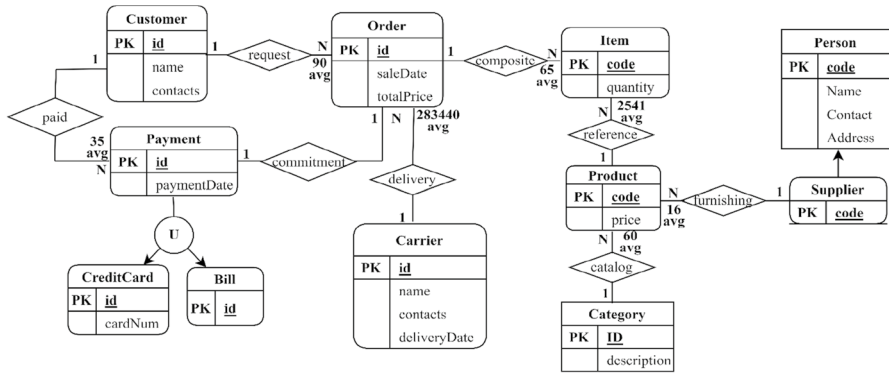 Customer
PK id
name
contacts
1
request
1
N
90
avg
Order
PK id
saleDate
totalPrice
1
composite
N
65
avg
Item
PK code
quantity
Person
PK code
Name
Contact
Address
1
paid
35
avg
N
Payment
PK id
paymentDate
1
commitment
1
N
283440
avg
delivery
1
N
2541
avg
reference
1
Product
PK code
price
N
16
avg
furnishing
1
Supplier
PK code
N
60
avg
catalog
1
Category
PK ID
description
Carrier
PK id
name
contacts
deliveryDate
U
CreditCard
PK id
cardNum
Bill
PK id